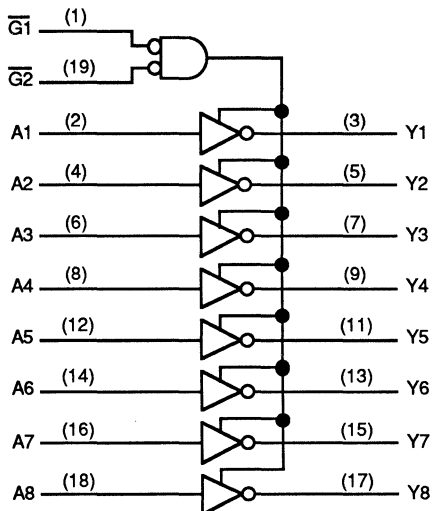 G1 (1)
G2 (19)
A1 (2) (3) Y1
A2 (4) (5) Y2
A3 (6) (7) Y3
A4 (8) (9) Y4
A5 (12) (11) Y5
A6 (14) (13) Y6
A7 (16) (15) Y7
A8 (18) (17) Y8